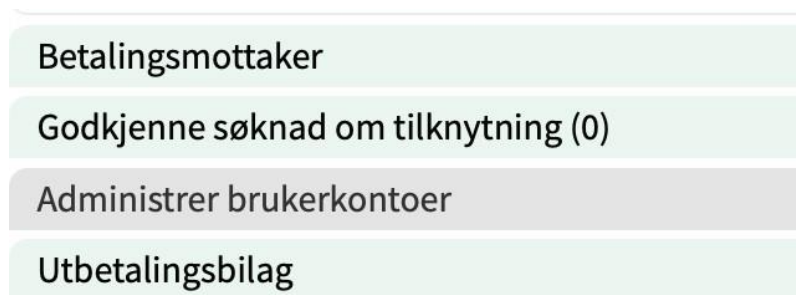 Betalingsmottaker
Godkjenne søknad om tilknytning (0)
Administrer brukerkontoer
Utbetalingsbilag